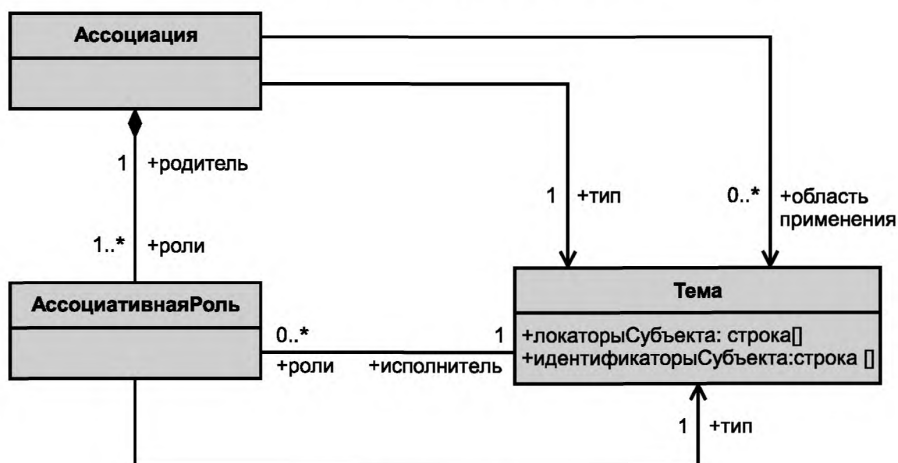 Ассоциация
1 +родитель
1 +тип
0..* +область
применения
1..* +роли
АссоциативнаяРоль
Тема
+локаторыСубъекта: строка[]
+идентификаторыСубъекта:строка []
0..* 1
+роли +исполнитель
1 +тип